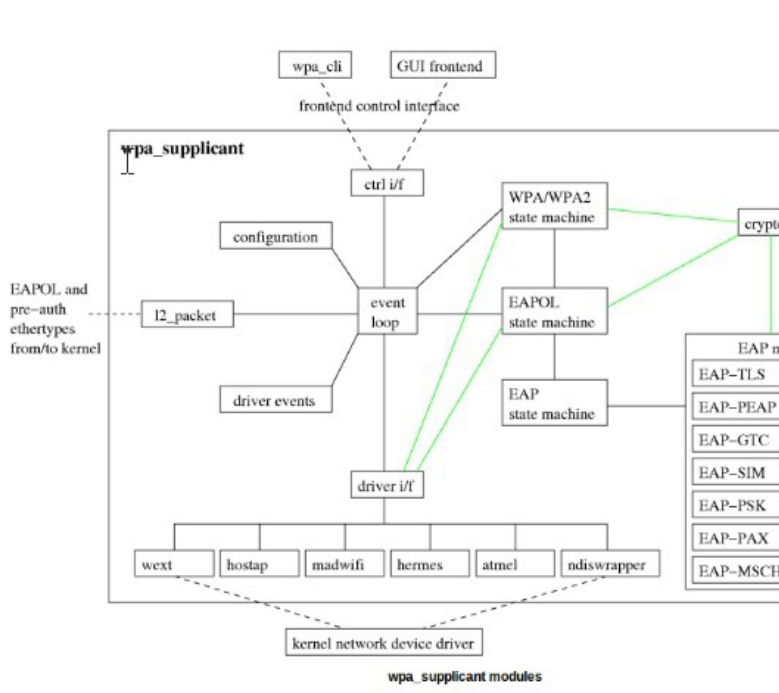 wpa_cli
GUI frontend
frontend control interface
wpa_supplicant
ctrl i/f
WPA/WPA2
state machine
configuration
EAPOL and
pre-auth
ethertypes
from/to kernel
l2_packet
event
loop
EAPOL
state machine
driver events
EAP
state machine
EAP
EAP-TLS
EAP-PEAP
EAP-GTC
EAP-SIM
EAP-PSK
EAP-PAX
EAP-MSCH
driver i/f
wext
hostap
madwifi
hermes
atmel
ndiswrapper
kernel network device driver
wpa_supplicant modules